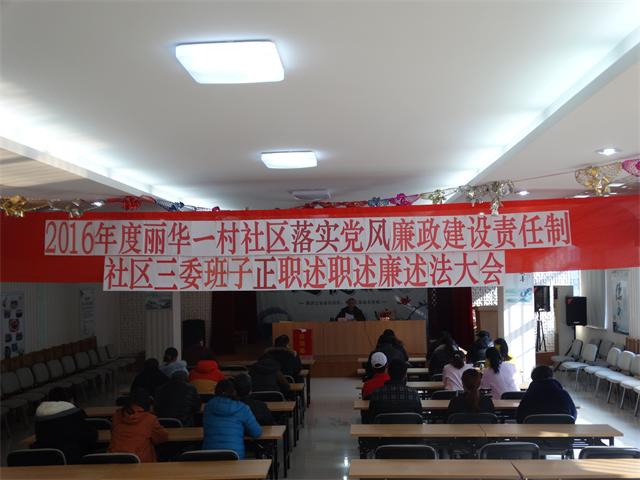 2016年度丽华一村社区落实党风廉政建设责任制
社区三委班子正职述职述廉述法大会